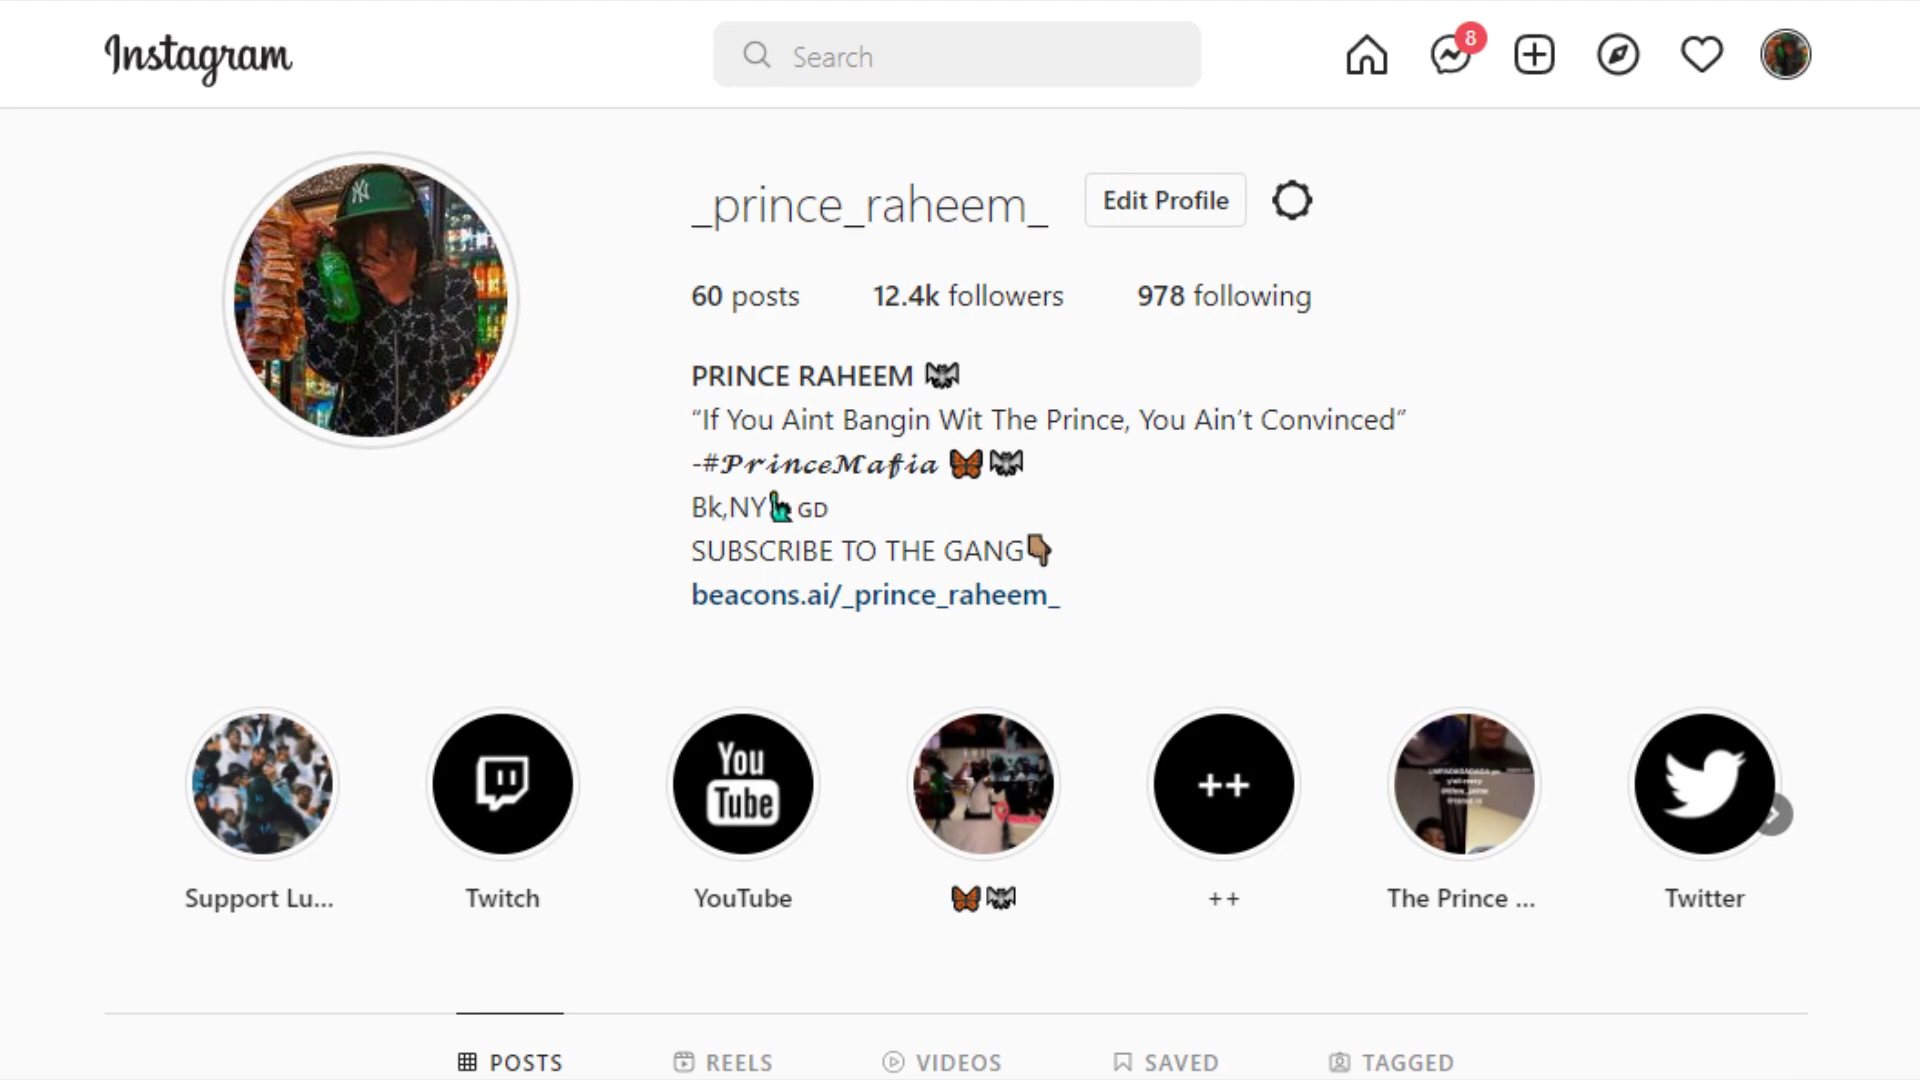 Instagram
Search
8
_prince_raheem_
Edit Profile
60 posts
12.4k followers
978 following
PRINCE RAHEEM
“If You Aint Bangin Wit The Prince, You Ain’t Convinced”
-#𝓟𝓻𝓲𝓷𝓬𝓮𝓜𝓪𝓯𝓲𝓪
Bk,NY GD
SUBSCRIBE TO THE GANG
beacons.ai/_prince_raheem_
You
Tube
++
Support Lu...
Twitch
YouTube
++
The Prince ...
Twitter
POSTS
REELS
VIDEOS
SAVED
TAGGED